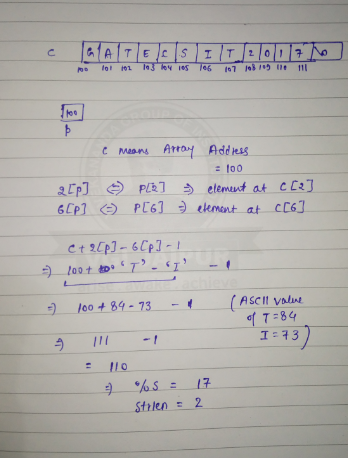 C G A T E C S I T 2 0 1 7 \0
100 101 102 103 104 105 106 107 108 109 110 111
100
P
C means Array Address
= 100
2[P] ⇔ P[2] ⇒ element at C[2]
6[P] ⇔ P[6] ⇒ element at C[6]
C + 2[P] - 6[P] - 1
⇒ 100 + 'T' - 'I' - 1
⇒ 100 + 84 - 73 - 1 (ASCII value
of T = 84
I = 73)
⇒ 111 - 1
= 110
⇒ %S = 17
Strlen = 2